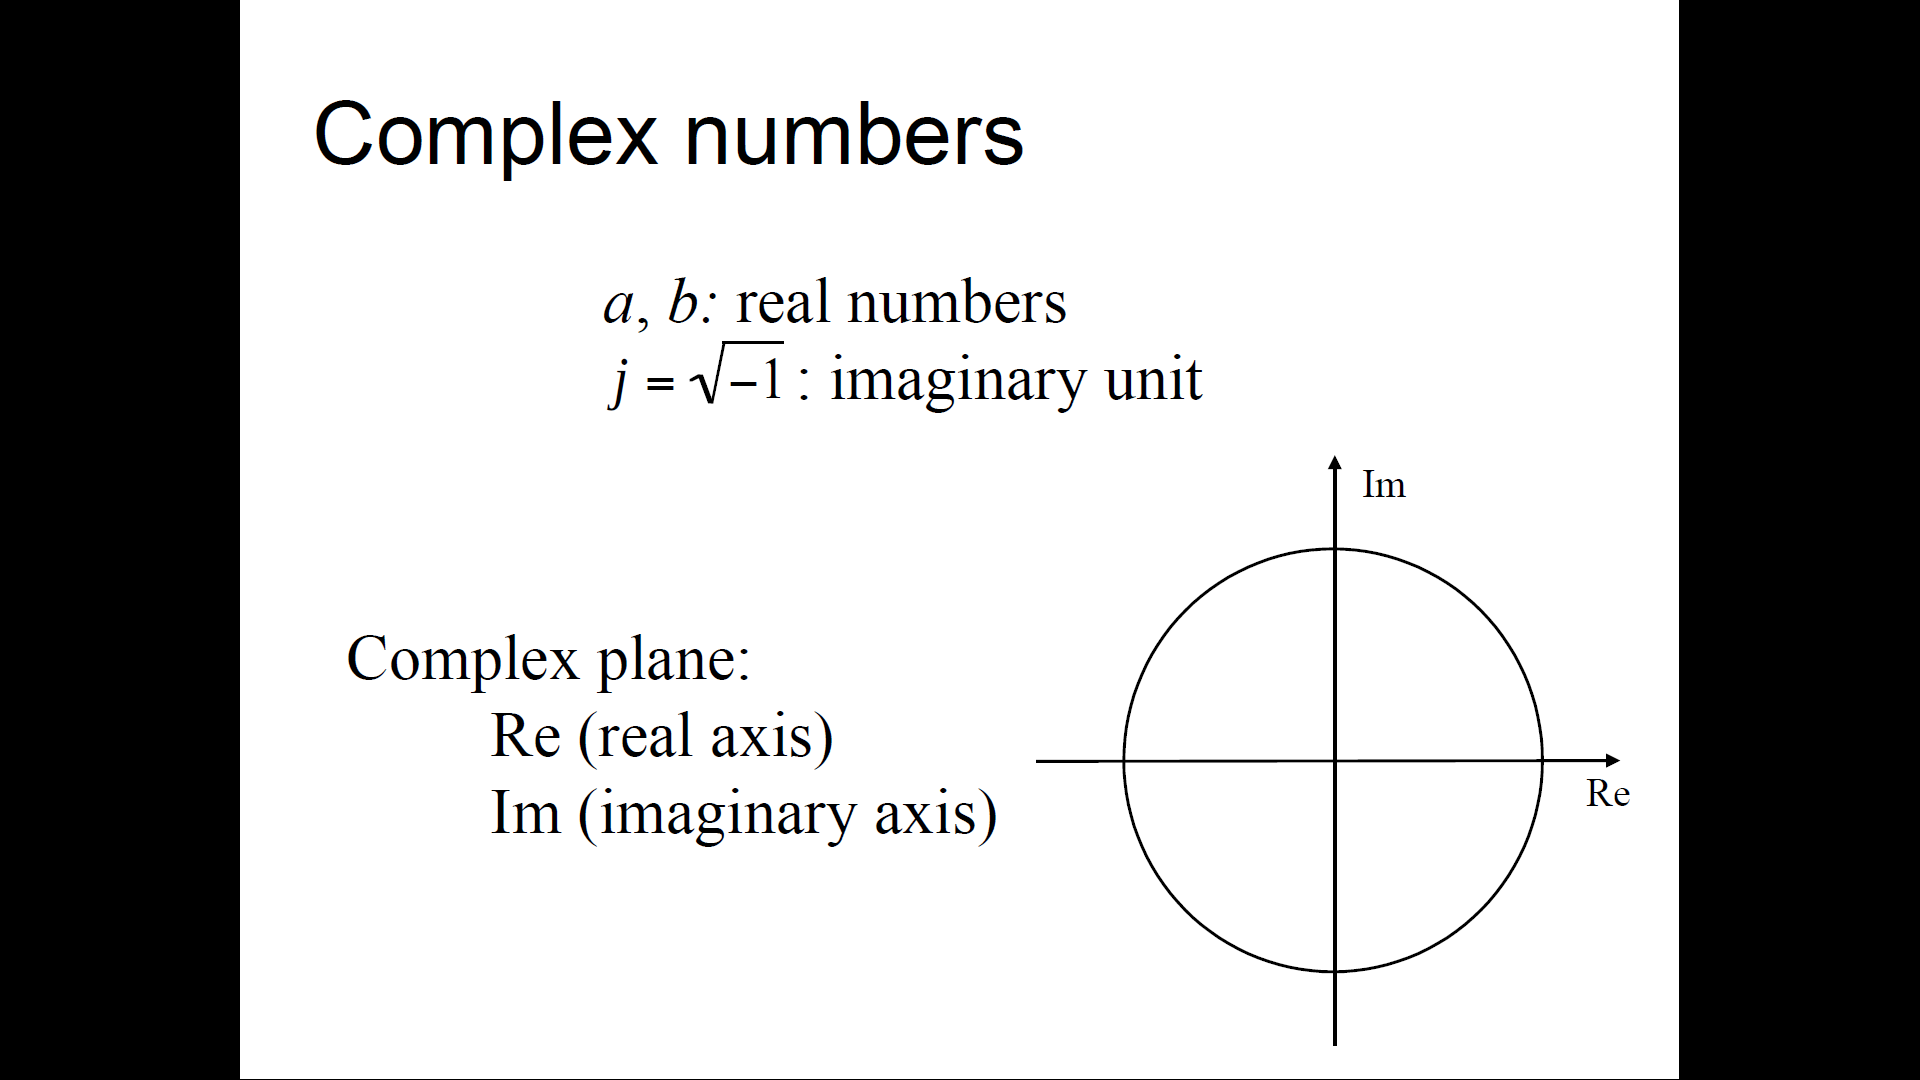 Complex numbers
a, b: real numbers
j = √−1 : imaginary unit
Im
Complex plane:
Re (real axis)
Re
Im (imaginary axis)